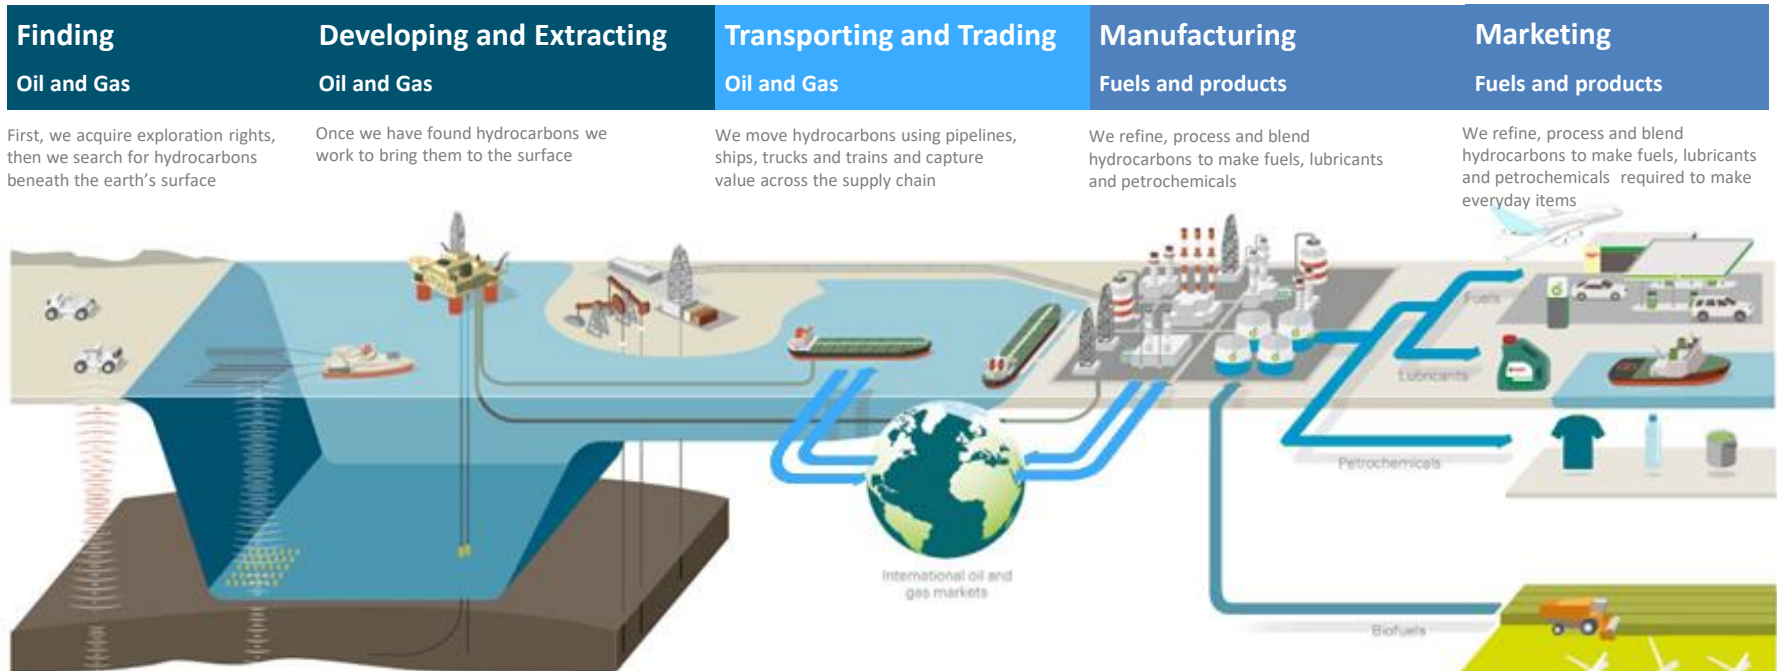 Finding
Oil and Gas
First, we acquire exploration rights,
then we search for hydrocarbons
beneath the earth's surface
Developing and Extracting
Oil and Gas
Once we have found hydrocarbons we
work to bring them to the surface
Transporting and Trading
Oil and Gas
We move hydrocarbons using pipelines,
ships, trucks and trains and capture
value across the supply chain
Manufacturing
Fuels and products
We refine, process and blend
hydrocarbons to make fuels, lubricants
and petrochemicals
Marketing
Fuels and products
We refine, process and blend
hydrocarbons to make fuels, lubricants
and petrochemicals required to make
everyday items
Fuels
Lubricants
Petrochemicals
International oil and
gas markets
Biofuels